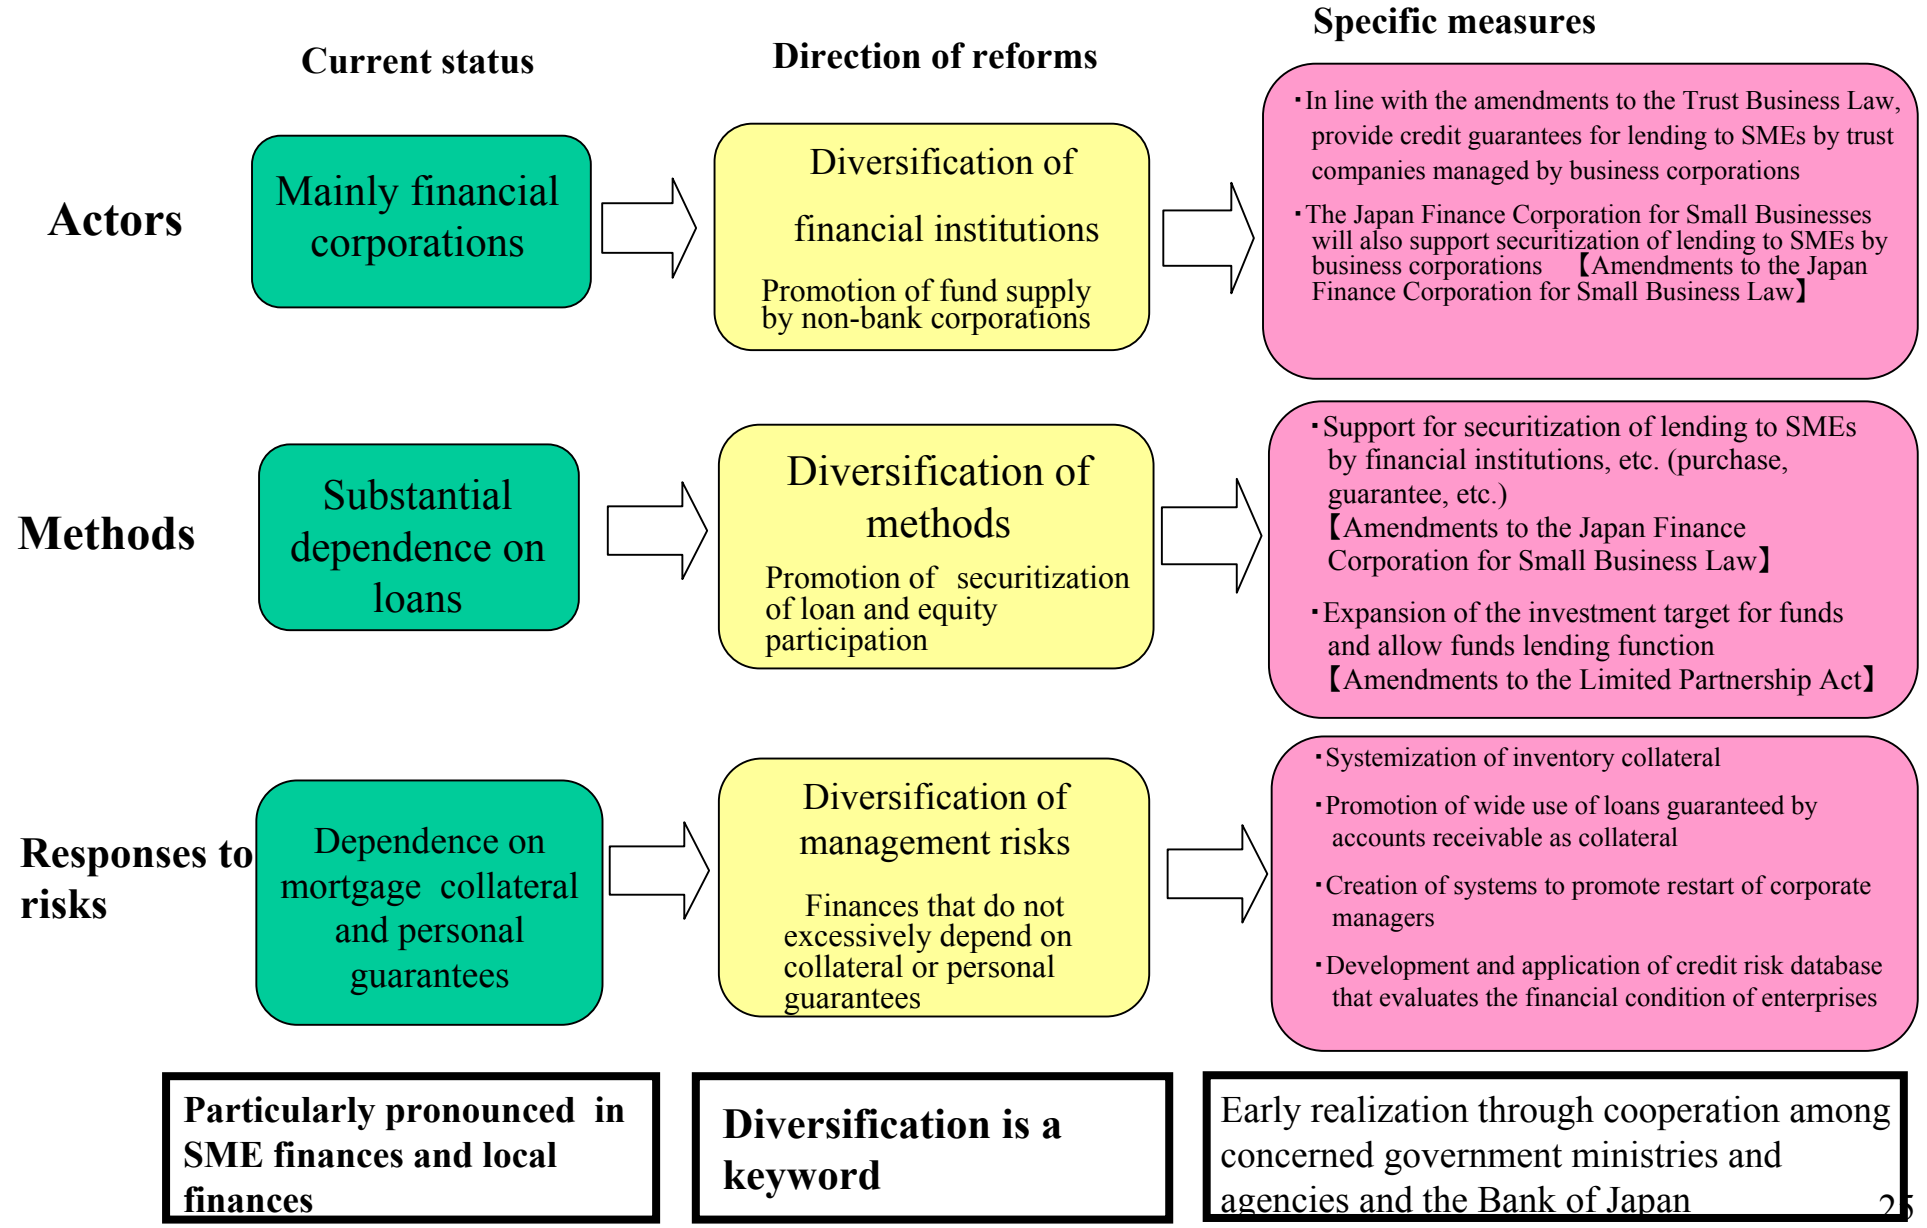 Current status
Direction of reforms
Specific measures
Actors
Mainly financial
corporations
Diversification of
financial institutions
Promotion of fund supply
by non-bank corporations
・In line with the amendments to the Trust Business Law,
provide credit guarantees for lending to SMEs by trust
companies managed by business corporations
・The Japan Finance Corporation for Small Businesses
will also support securitization of lending to SMEs by
business corporations 【Amendments to the Japan
Finance Corporation for Small Business Law】
Methods
Substantial
dependence on
loans
Diversification of
methods
Promotion of securitization
of loan and equity
participation
・Support for securitization of lending to SMEs
by financial institutions, etc. (purchase,
guarantee, etc.)
【Amendments to the Japan Finance
Corporation for Small Business Law】
・Expansion of the investment target for funds
and allow funds lending function
【Amendments to the Limited Partnership Act】
Responses to
risks
Dependence on
mortgage collateral
and personal
guarantees
Diversification of
management risks
Finances that do not
excessively depend on
collateral or personal
guarantees
・Systemization of inventory collateral
・Promotion of wide use of loans guaranteed by
accounts receivable as collateral
・Creation of systems to promote restart of corporate
managers
・Development and application of credit risk database
that evaluates the financial condition of enterprises
Particularly pronounced in
SME finances and local
finances
Diversification is a
keyword
Early realization through cooperation among
concerned government ministries and
agencies and the Bank of Japan
25